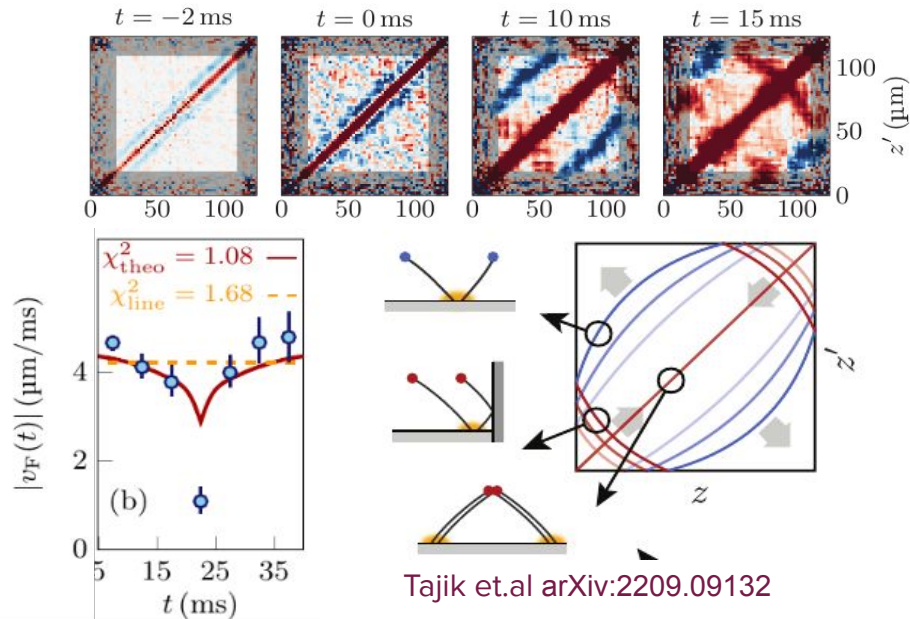 t = −2 ms
t = 0 ms
t = 10 ms
t = 15 ms
100
50
0
z′ (µm)
0 50 100
0 50 100
0 50 100
0 50 100
χ²theo = 1.08
χ²line = 1.68
|vF(t)| (µm/ms)
4
2
0
(b)
5 15 25 35
t (ms)
z′
z
Tajik et.al arXiv:2209.09132